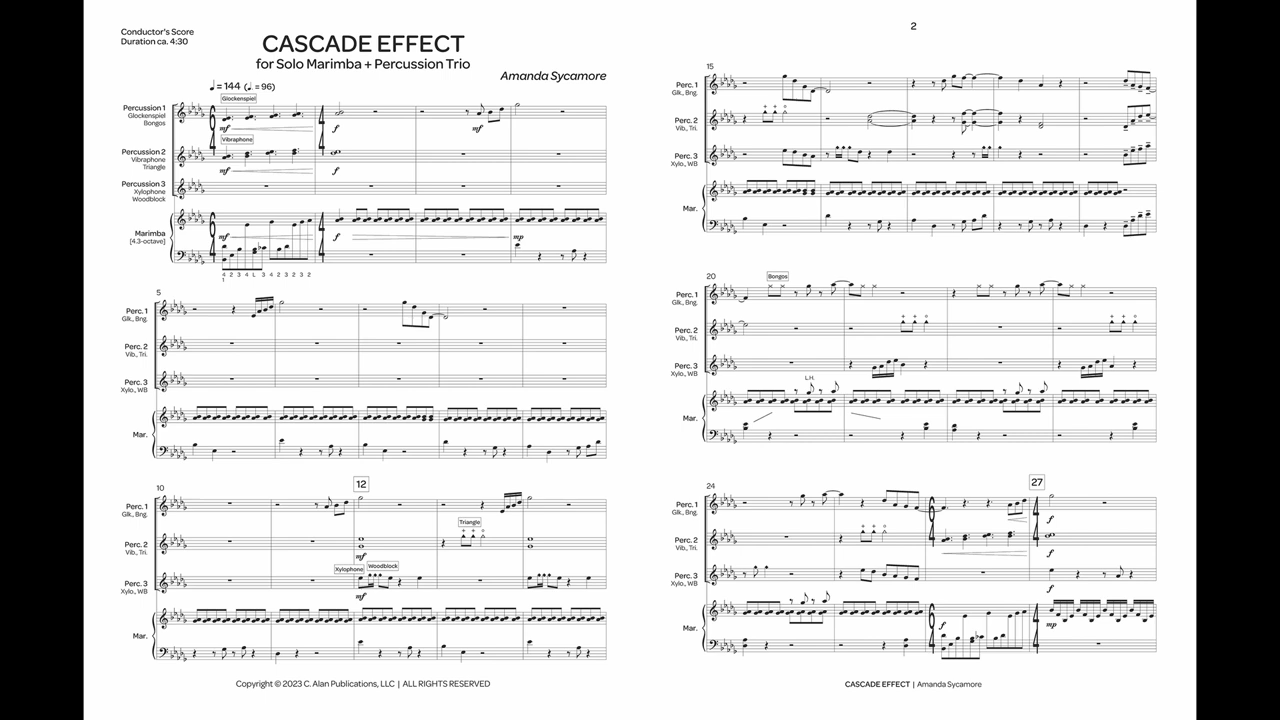 Conductor's Score
Duration ca. 4:30
CASCADE EFFECT
for Solo Marimba + Percussion Trio
Amanda Sycamore
= 144 ( = 96)
Glockenspiel
Percussion 1
Glockenspiel
Bongos
mf f mf
Vibraphone
Percussion 2
Vibraphone
Triangle
mf f
Percussion 3
Xylophone
Woodblock
Marimba
[4.3-octave]
mf f mp
4 2 3 4 L 3 4 2 3 2 3 2
1
5
Perc. 1
Glk., Bng.
Perc. 2
Vib., Tri.
Perc. 3
Xylo., WB
Mar.
10
12
Perc. 1
Glk., Bng.
Triangle
Perc. 2
Vib., Tri.
mf
Xylophone
Woodblock
Perc. 3
Xylo., WB
mf
Mar.
Copyright © 2023 C. Alan Publications, LLC | ALL RIGHTS RESERVED
2
15
Perc. 1
Glk., Bng.
Perc. 2
Vib., Tri.
Perc. 3
Xylo., WB
Mar.
20
Bongos
Perc. 1
Glk., Bng.
Perc. 2
Vib., Tri.
Perc. 3
Xylo., WB
L.H.
Mar.
24
27
Perc. 1
Glk., Bng.
f
Perc. 2
Vib., Tri.
f
Perc. 3
Xylo., WB
f
Mar.
f mp
CASCADE EFFECT | Amanda Sycamore